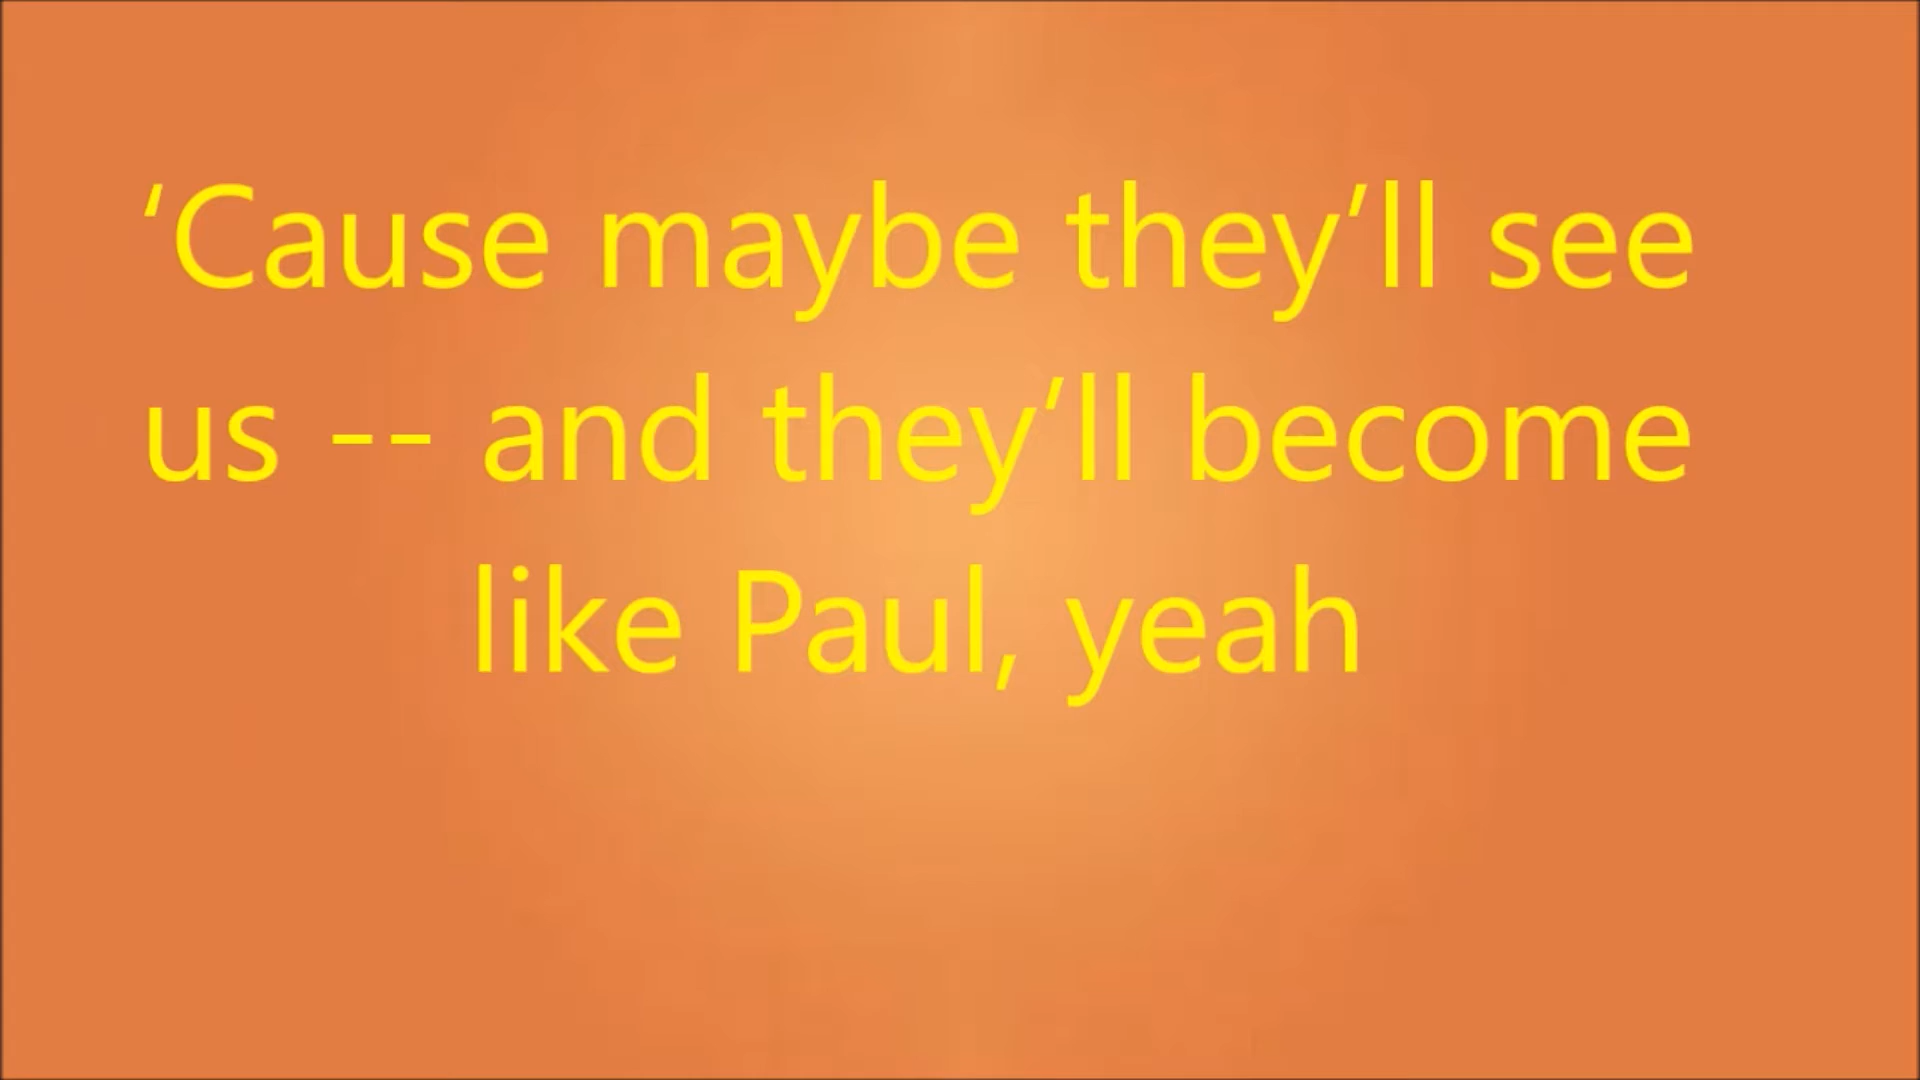 ‘Cause maybe they’ll see
us -- and they’ll become
like Paul, yeah